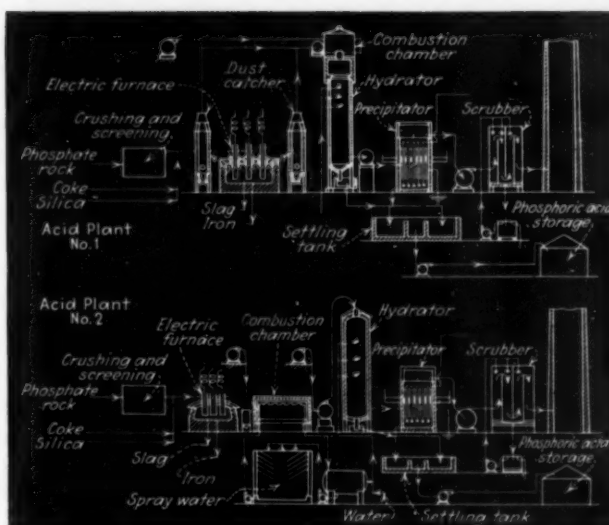 Combustion
chamber
Electric furnace
Dust
catcher
Hydrator
Crushing and
screening
Precipitator
Scrubber
Phosphate
rock
Coke
Silica
Slag
Iron
Settling
tank
Phosphoric acid
storage
Acid Plant
No.1
Acid Plant
No.2
Electric
furnace
Combustion
chamber
Hydrator
Crushing and
screening
Precipitator
Scrubber
Phosphate
rock
Coke
Silica
Slag
Iron
Spray water
Water
Settling tank
Phosphoric acid
storage